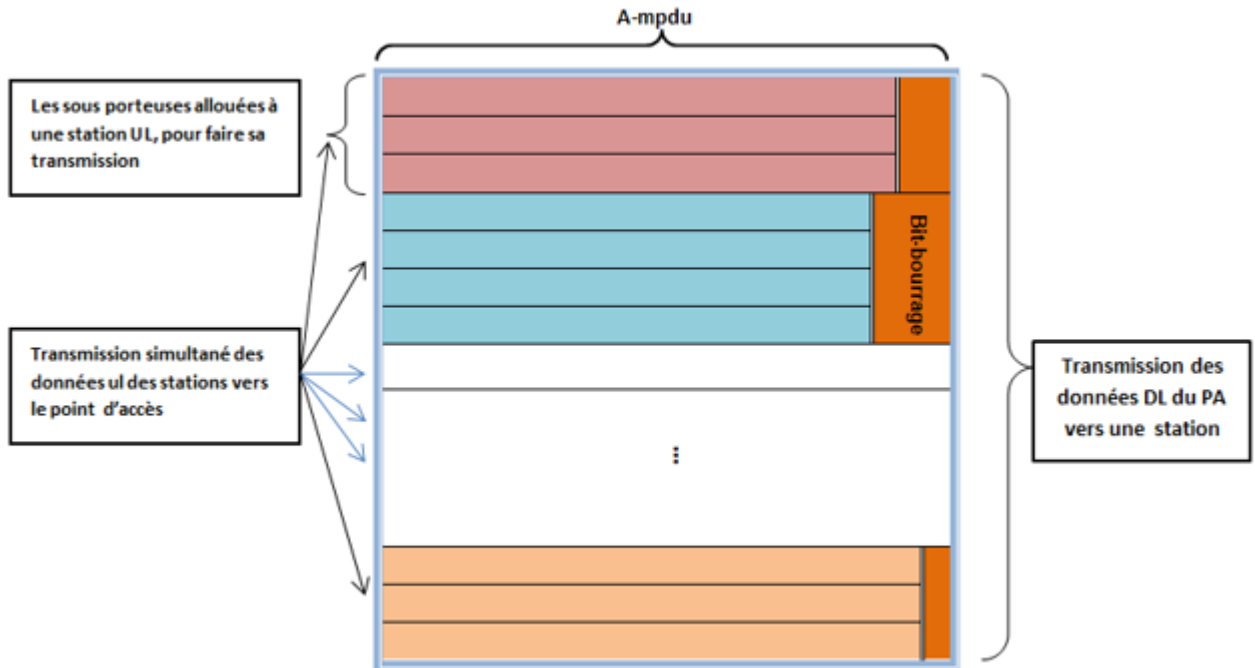 A-mpdu
Les sous porteuses allouées à
une station UL, pour faire sa
transmission
Bit-bourrage
Transmission simultané des
données ul des stations vers
le point d'accès
Transmission des
données DL du PA
vers une station
...